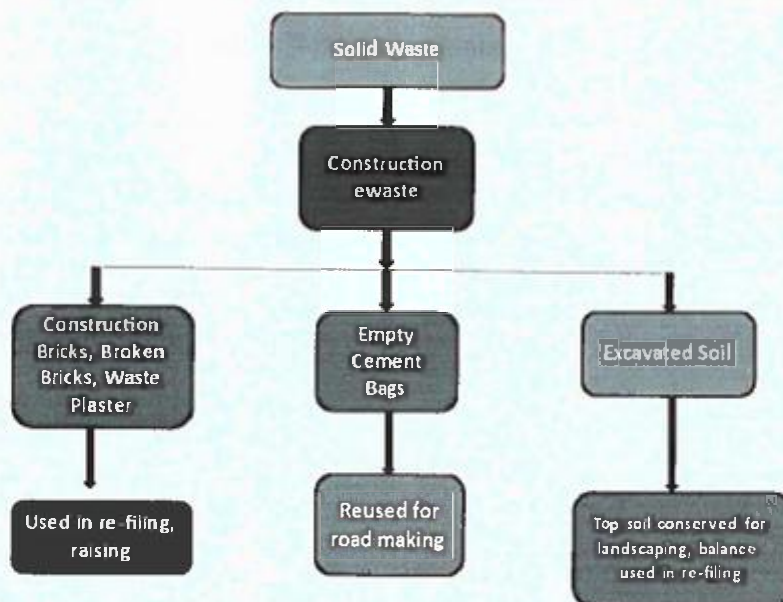 Solid Waste
Construction
ewaste
Construction
Bricks, Broken
Bricks, Waste
Plaster
Empty
Cement
Bags
Excavated Soil
Used in re-filing,
raising
Reused for
road making
Top soil conserved for
landscaping, balance
used in re-filing